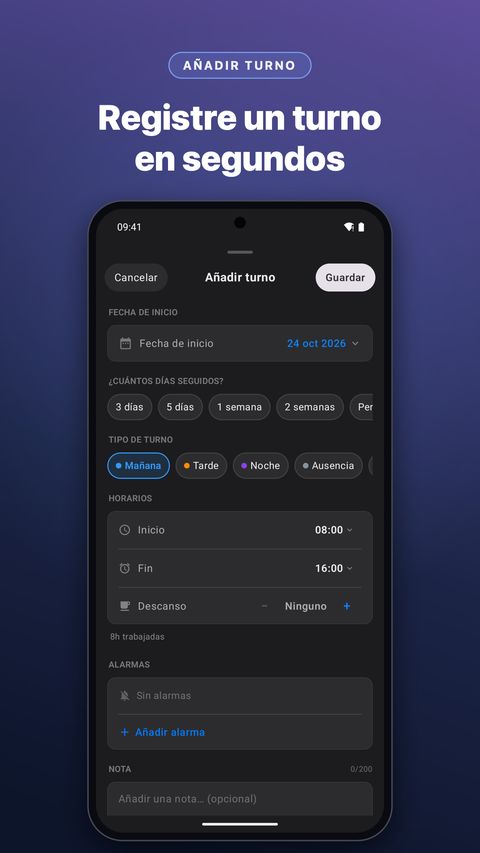 AÑADIR TURNO
Registre un turno
en segundos
09:41
Cancelar
Añadir turno
Guardar
FECHA DE INICIO
Fecha de inicio
24 oct 2026
¿CUÁNTOS DÍAS SEGUIDOS?
3 días
5 días
1 semana
2 semanas
Per
TIPO DE TURNO
Mañana
Tarde
Noche
Ausencia
HORARIOS
Inicio
08:00
Fin
16:00
Descanso
− Ninguno +
8h trabajadas
ALARMAS
Sin alarmas
+ Añadir alarma
NOTA
0/200
Añadir una nota… (opcional)